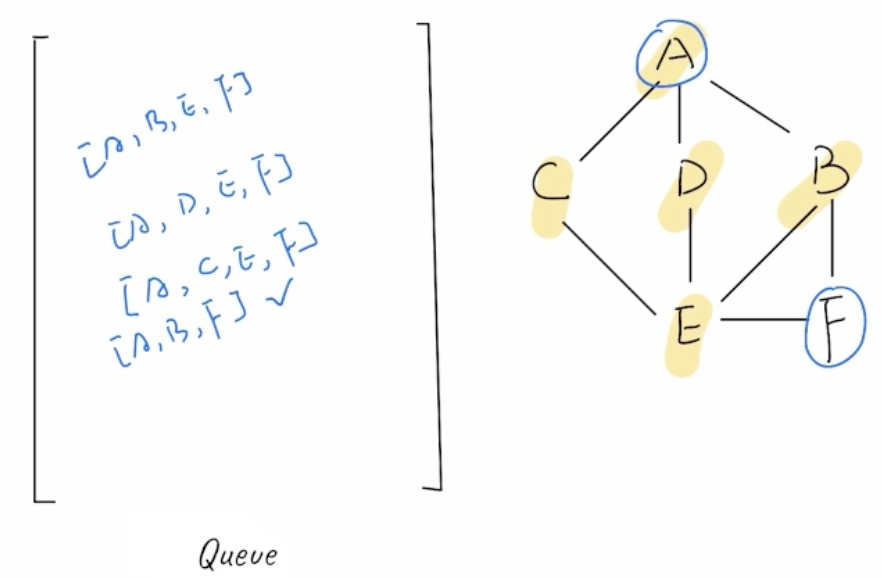 [A, B, E, F]
[A, D, E, F]
[A, C, E, F]
[A, B, F] ✓
Queue
A
C D B
E F